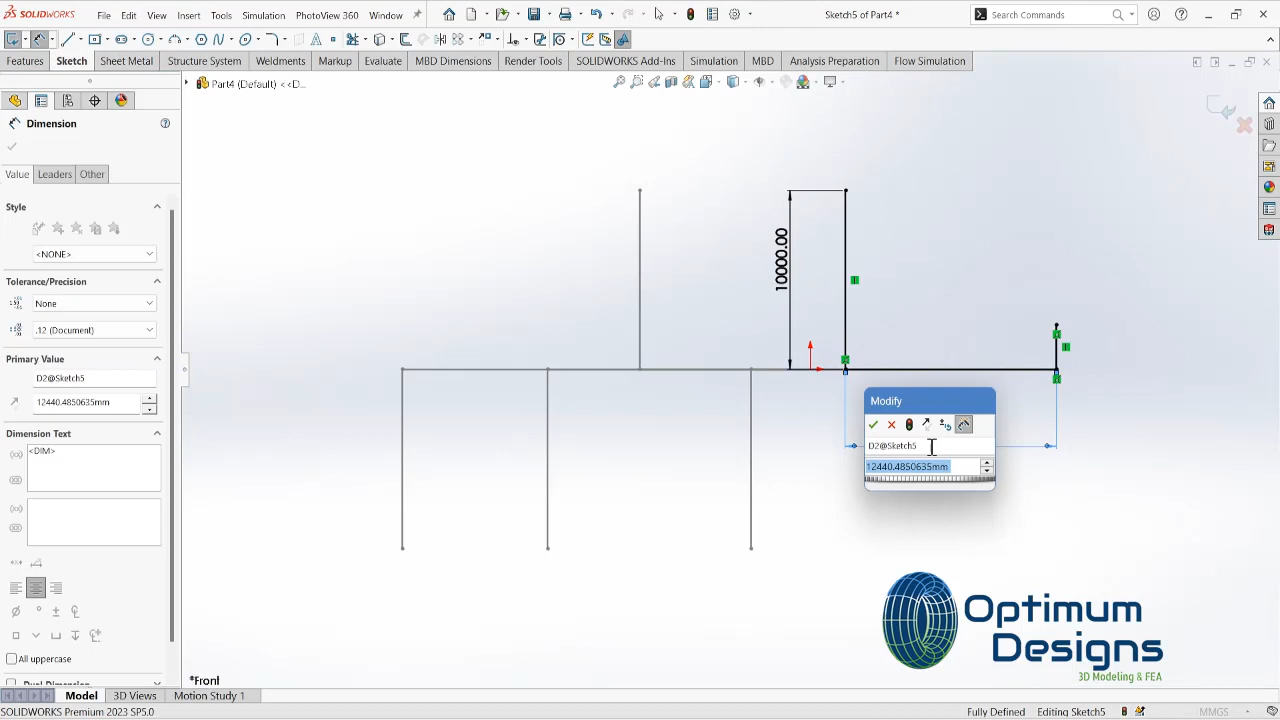 SOLIDWORKS File Edit View Insert Tools Simulation PhotoView 360 Window Sketch5 of Part4 * Search Commands
Features Sketch Sheet Metal Structure System Weldments Markup Evaluate MBD Dimensions Render Tools SOLIDWORKS Add-Ins Simulation MBD Analysis Preparation Flow Simulation
Part4 (Default) <<D...
Dimension
Value Leaders Other
Style
<NONE>
Tolerance/Precision
None
.12 (Document)
Primary Value
D2@Sketch5
12440.4850635mm
Dimension Text
<DIM>
All uppercase
Dual Dimension
10000.00
Modify
D2@Sketch5
12440.4850635mm
Optimum
Designs
3D Modeling & FEA
*Front
Model 3D Views Motion Study 1
SOLIDWORKS Premium 2023 SP5.0 Fully Defined Editing Sketch5 MMGS